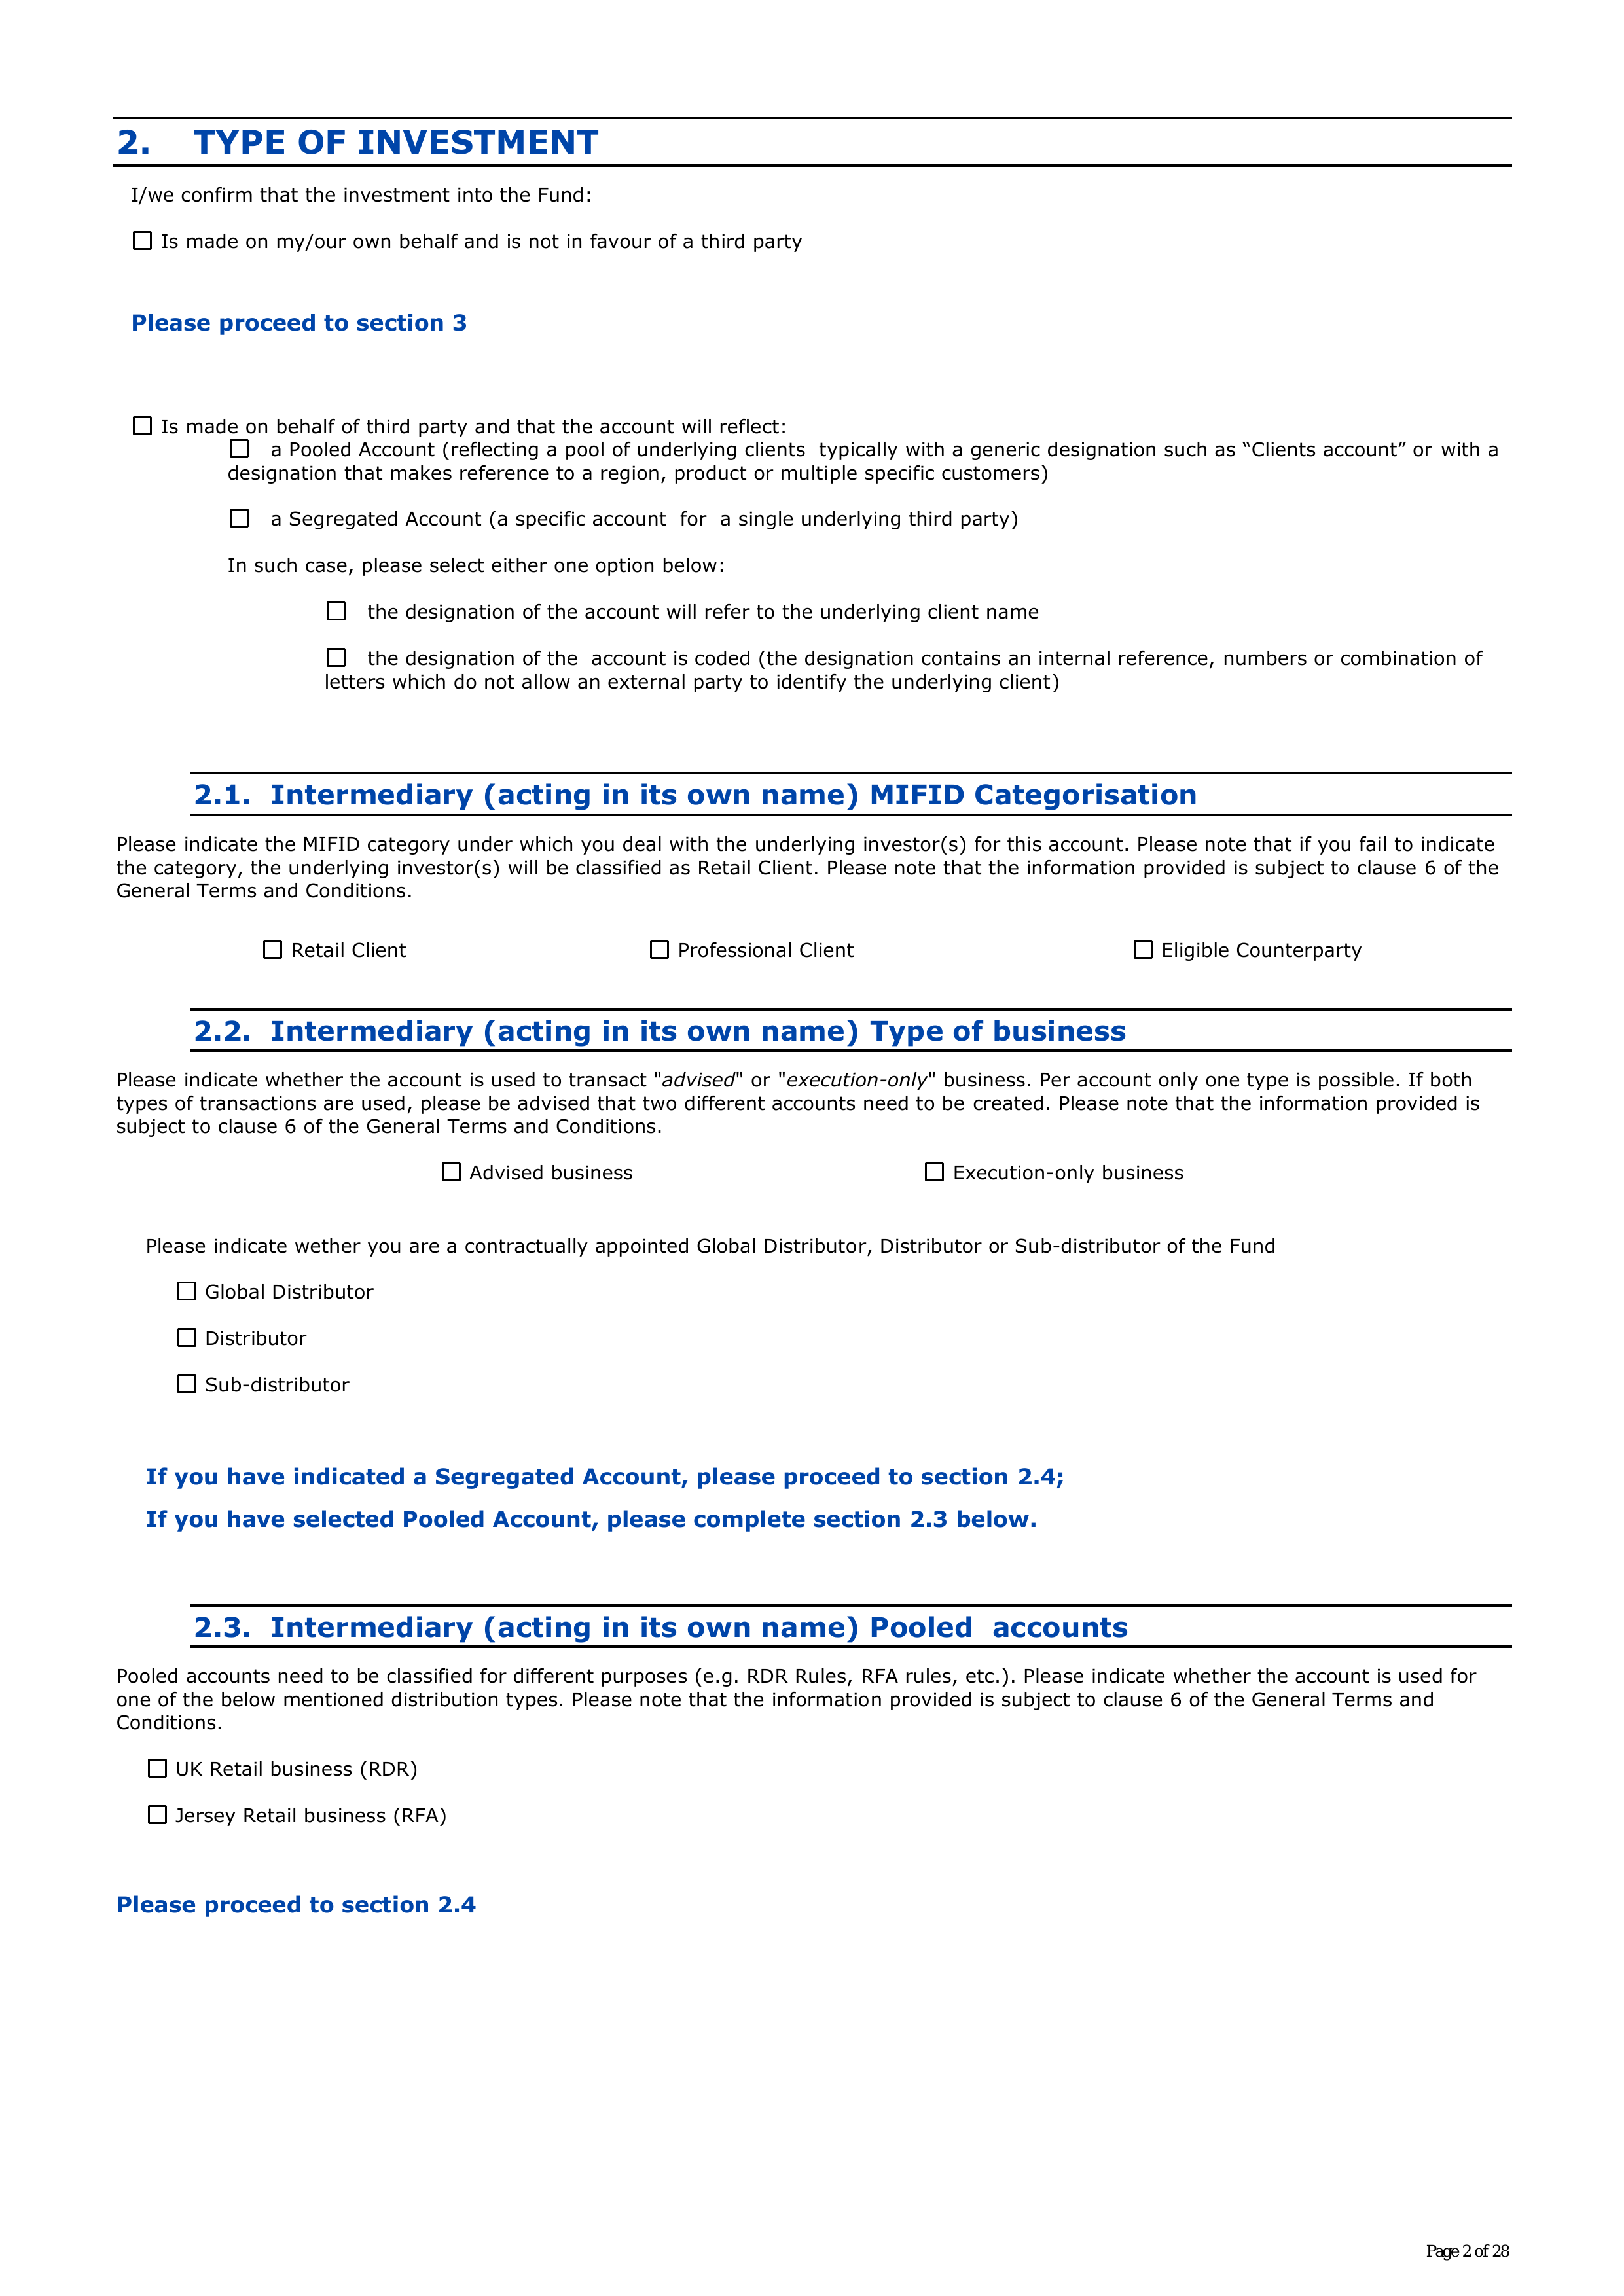 2. TYPE OF INVESTMENT
I/we confirm that the investment into the Fund:
Is made on my/our own behalf and is not in favour of a third party
Please proceed to section 3
Is made on behalf of third party and that the account will reflect:
a Pooled Account (reflecting a pool of underlying clients typically with a generic designation such as “Clients account” or with a
designation that makes reference to a region, product or multiple specific customers)
a Segregated Account (a specific account for a single underlying third party)
In such case, please select either one option below:
the designation of the account will refer to the underlying client name
the designation of the account is coded (the designation contains an internal reference, numbers or combination of
letters which do not allow an external party to identify the underlying client)
2.1. Intermediary (acting in its own name) MIFID Categorisation
Please indicate the MIFID category under which you deal with the underlying investor(s) for this account. Please note that if you fail to indicate
the category, the underlying investor(s) will be classified as Retail Client. Please note that the information provided is subject to clause 6 of the
General Terms and Conditions.
Retail Client Professional Client Eligible Counterparty
2.2. Intermediary (acting in its own name) Type of business
Please indicate whether the account is used to transact "advised" or "execution-only" business. Per account only one type is possible. If both
types of transactions are used, please be advised that two different accounts need to be created. Please note that the information provided is
subject to clause 6 of the General Terms and Conditions.
Advised business Execution-only business
Please indicate wether you are a contractually appointed Global Distributor, Distributor or Sub-distributor of the Fund
Global Distributor
Distributor
Sub-distributor
If you have indicated a Segregated Account, please proceed to section 2.4;
If you have selected Pooled Account, please complete section 2.3 below.
2.3. Intermediary (acting in its own name) Pooled accounts
Pooled accounts need to be classified for different purposes (e.g. RDR Rules, RFA rules, etc.). Please indicate whether the account is used for
one of the below mentioned distribution types. Please note that the information provided is subject to clause 6 of the General Terms and
Conditions.
UK Retail business (RDR)
Jersey Retail business (RFA)
Please proceed to section 2.4
Page 2 of 28